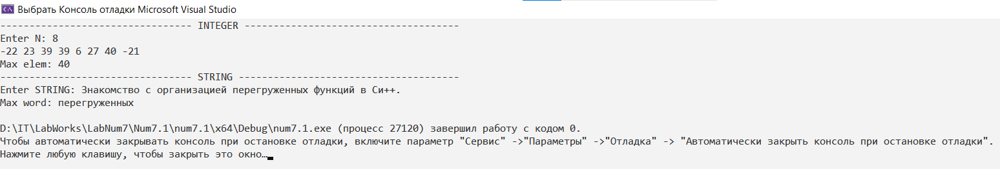 Выбрать Консоль отладки Microsoft Visual Studio
--------------------------------- INTEGER -------------------------------------
Enter N: 8
-22 23 39 39 6 27 40 -21
Max elem: 40
--------------------------------- STRING --------------------------------------
Enter STRING: Знакомство с организацией перегруженных функций в Си++.
Max word: перегруженных
D:\IT\LabWorks\LabNum7\Num7.1\num7.1\x64\Debug\num7.1.exe (процесс 27120) завершил работу с кодом 0.
Чтобы автоматически закрывать консоль при остановке отладки, включите параметр "Сервис" ->"Параметры" ->"Отладка" -> "Автоматически закрыть консоль при остановке отладки".
Нажмите любую клавишу, чтобы закрыть это окно…